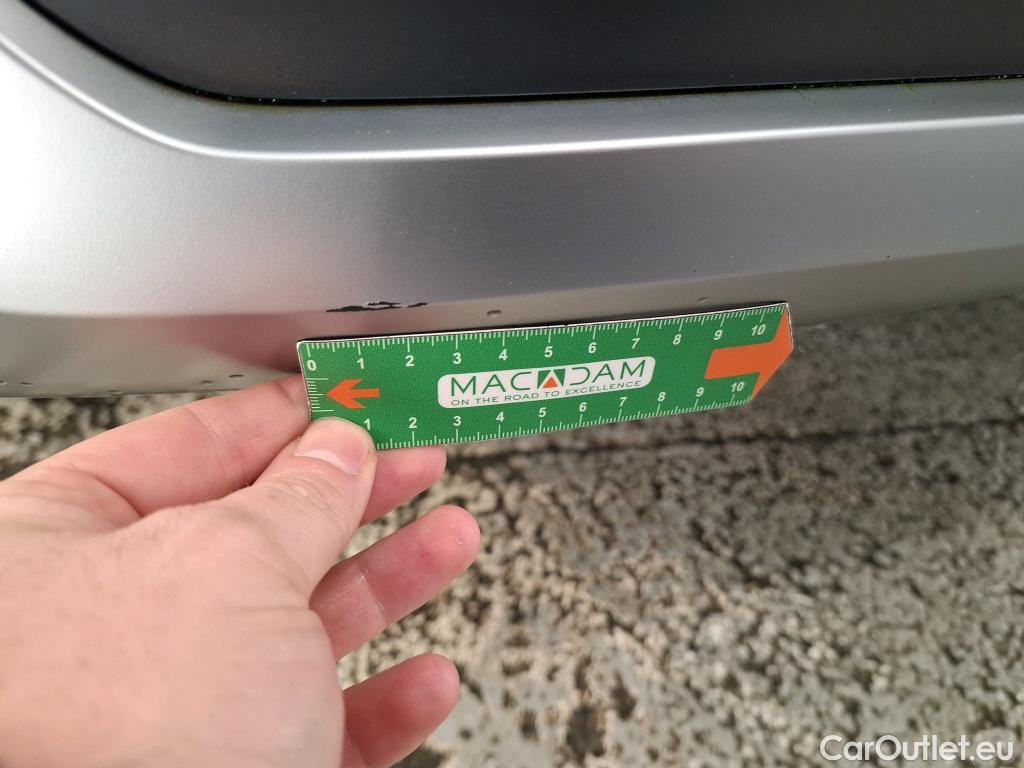 0 1 2 3 4 5 6 7 8 9 10
MACADAM
ON THE ROAD TO EXCELLENCE
1 2 3 4 5 6 7 8 9 10
CarOutlet.eu